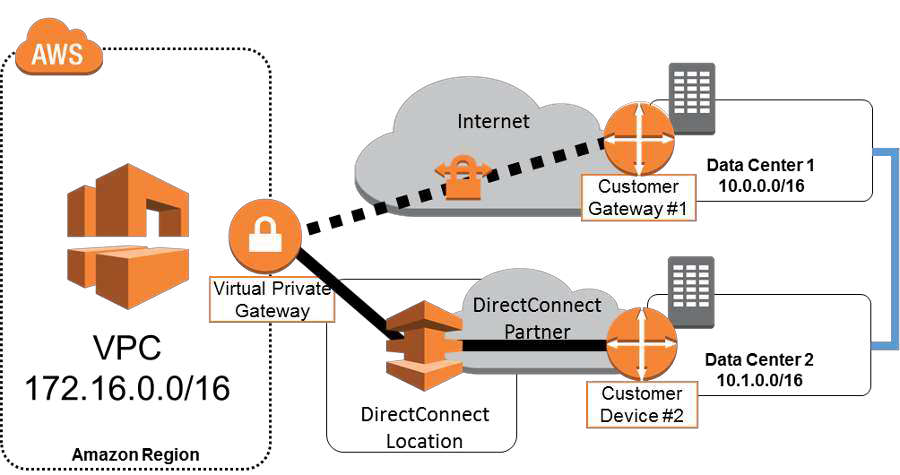 AWS
Internet
Data Center 1
10.0.0.0/16
Customer
Gateway #1
Virtual Private
Gateway
DirectConnect
Partner
VPC
172.16.0.0/16
Data Center 2
10.1.0.0/16
Customer
Device #2
DirectConnect
Location
Amazon Region